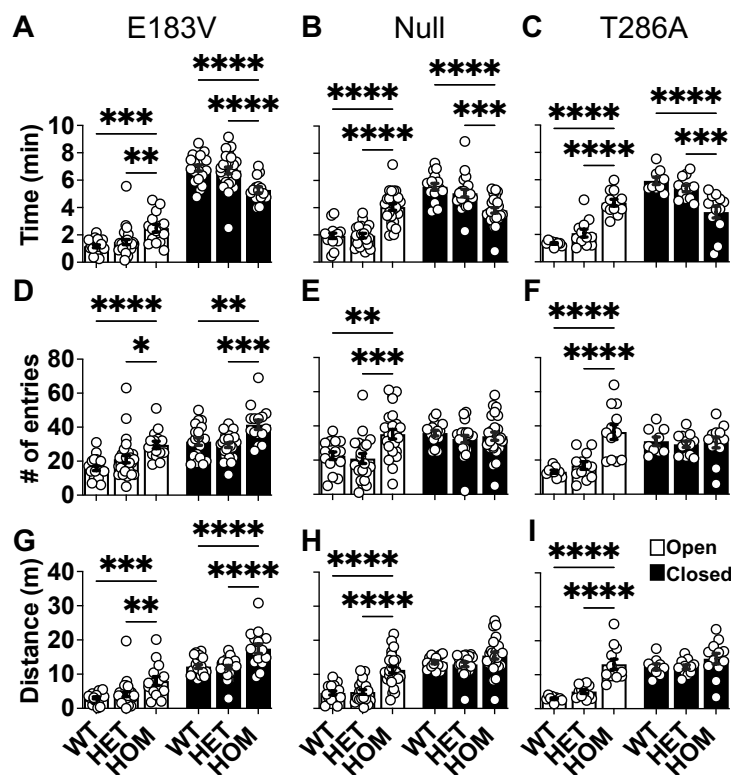 A E183V B Null C T286A
**** **** ****
*** **** **** **** ***
** **** *** ****
Time (min)
10
8
6
4
2
0
D E F
**** ** ** ****
* *** *** ****
# of entries
80
60
40
20
0
G H I
*** **** **** ****
** **** **** ****
Open
Closed
Distance (m)
40
30
20
10
0
WT HET HOM WT HET HOM WT HET HOM WT HET HOM WT HET HOM WT HET HOM